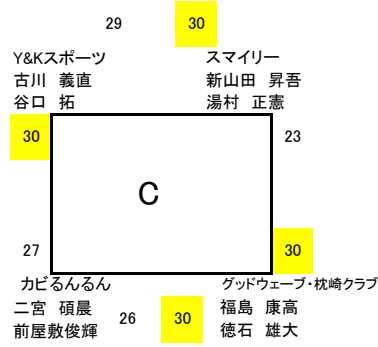 29 30
Y&Kスポーツ スマイリー
古川 義直 新山田 昇吾
谷口 拓 湯村 正憲
30 23
C
27 30
カビるんるん グッドウェーブ・枕崎クラブ
二宮 碩晨 26 30 福島 康高
前屋敷俊輝 徳石 雄大